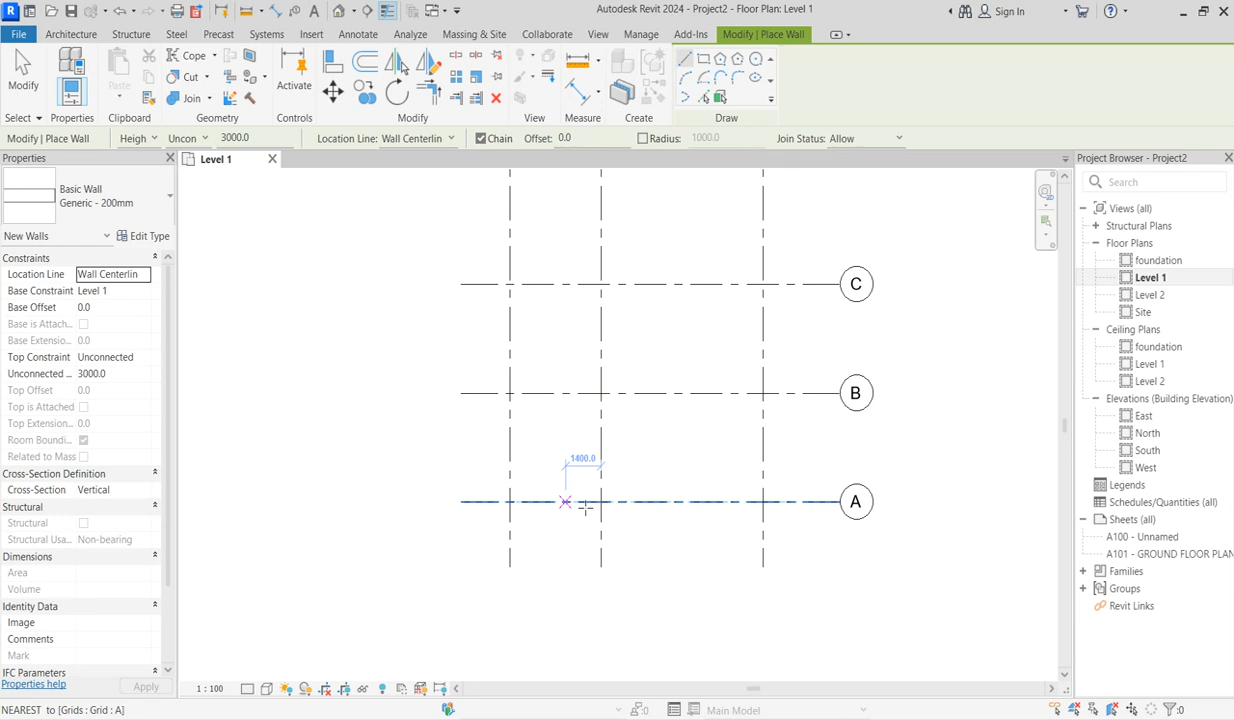 R
Autodesk Revit 2024 - Project2 - Floor Plan: Level 1
Sign In
File Architecture Structure Steel Precast Systems Insert Annotate Analyze Massing & Site Collaborate View Manage Add-Ins Modify | Place Wall
Modify
Paste
Cope
Cut
Join
Activate
Select Properties Clipboard Geometry Controls Modify View Measure Create Draw
Modify | Place Wall Heigh Uncon 3000.0 Location Line: Wall Centerlin Chain Offset: 0.0 Radius: 1000.0 Join Status: Allow
Properties
Basic Wall
Generic - 200mm
New Walls Edit Type
Constraints
Location Line Wall Centerlin
Base Constraint Level 1
Base Offset 0.0
Base is Attach...
Base Extensio... 0.0
Top Constraint Unconnected
Unconnected ... 3000.0
Top Offset 0.0
Top is Attached
Top Extension... 0.0
Room Boundi...
Related to Mass
Cross-Section Definition
Cross-Section Vertical
Structural
Structural
Structural Usa... Non-bearing
Dimensions
Area
Volume
Identity Data
Image
Comments
Mark
IFC Parameters
Properties help Apply
Level 1
C
B
1400.0
A
1 : 100
Project Browser - Project2
Search
Views (all)
Structural Plans
Floor Plans
foundation
Level 1
Level 2
Site
Ceiling Plans
foundation
Level 1
Level 2
Elevations (Building Elevation)
East
North
South
West
Legends
Schedules/Quantities (all)
Sheets (all)
A100 - Unnamed
A101 - GROUND FLOOR PLAN
Families
Groups
Revit Links
NEAREST to [Grids : Grid : A]
:0
Main Model
:0